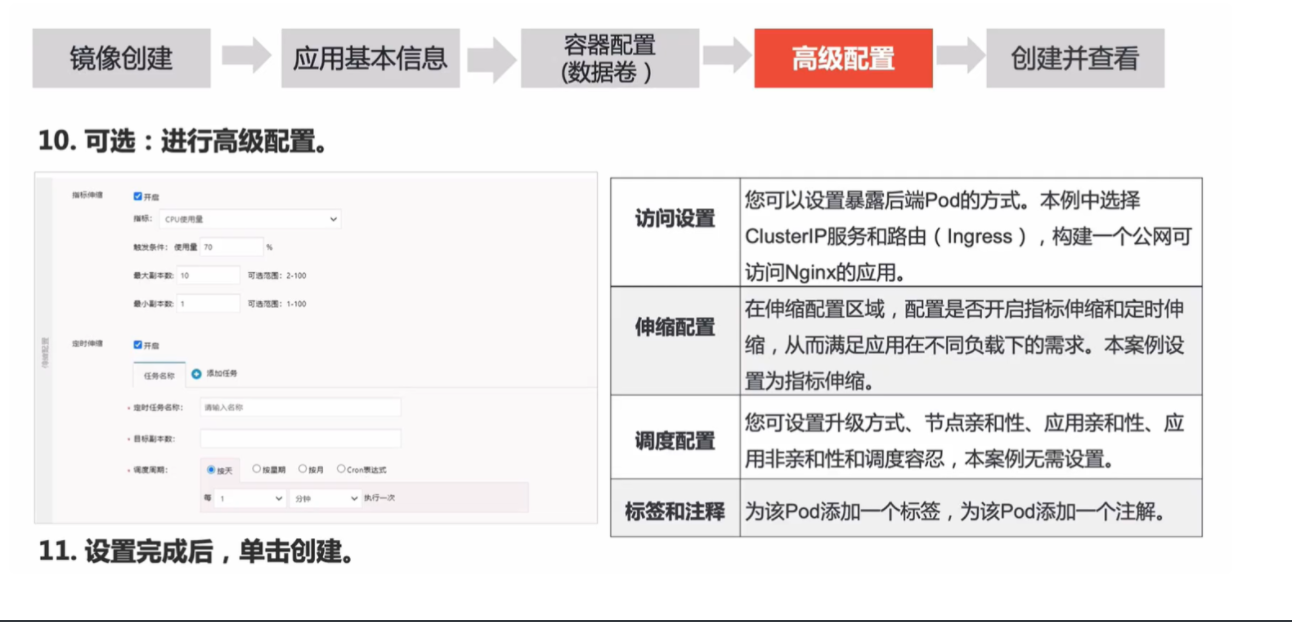 镜像创建
应用基本信息
容器配置
(数据卷 )
高级配置
创建并查看
10. 可选：进行高级配置。
伸缩配置
指标伸缩
开启
指标: CPU使用量
触发条件: 使用量 70 %
最大副本数: 10 可选范围：2-100
最小副本数: 1 可选范围：1-100
定时伸缩
开启
任务名称 添加任务
* 定时任务名称: 请输入名称
* 目标副本数:
* 调度周期: 按天 按星期 按月 Cron表达式
每 1 分钟 执行一次
访问设置
您可以设置暴露后端Pod的方式。本例中选择
ClusterIP服务和路由（ Ingress ），构建一个公网可
访问Nginx的应用。
伸缩配置
在伸缩配置区域，配置是否开启指标伸缩和定时伸
缩，从而满足应用在不同负载下的需求。本案例设
置为指标伸缩。
调度配置
您可设置升级方式、节点亲和性、应用亲和性、应
用非亲和性和调度容忍，本案例无需设置。
标签和注释
为该Pod添加一个标签，为该Pod添加一个注解。
11. 设置完成后，单击创建。